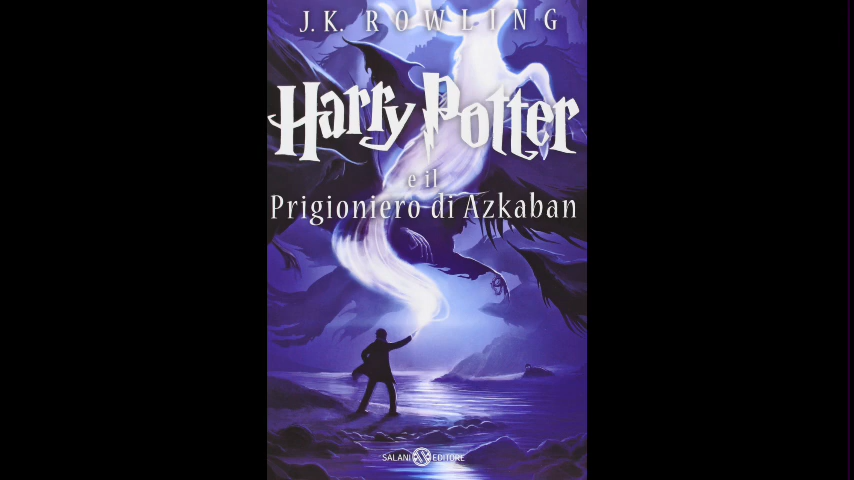 J.K. ROWLING
Harry Potter
e il
Prigioniero di Azkaban
SALANI EDITORE